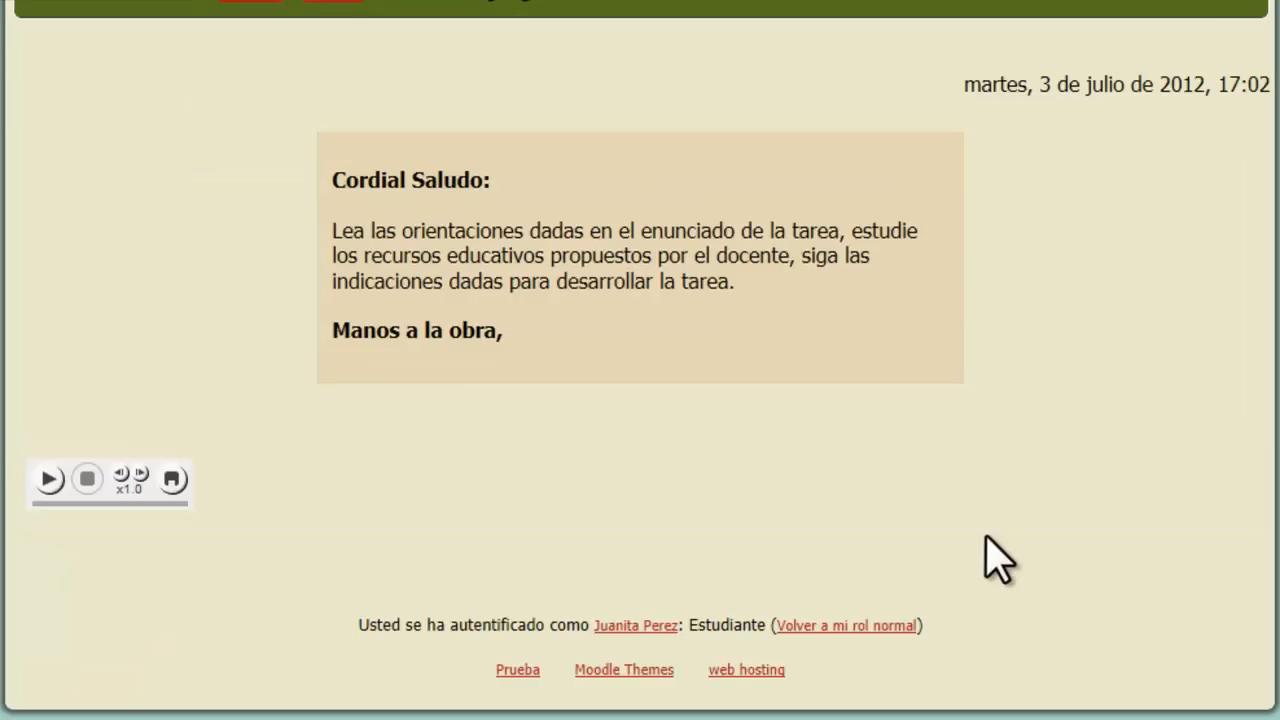 martes, 3 de julio de 2012, 17:02
Cordial Saludo:
Lea las orientaciones dadas en el enunciado de la tarea, estudie
los recursos educativos propuestos por el docente, siga las
indicaciones dadas para desarrollar la tarea.
Manos a la obra,
x1.0
Usted se ha autentificado como Juanita Perez: Estudiante (Volver a mi rol normal)
Prueba Moodle Themes web hosting